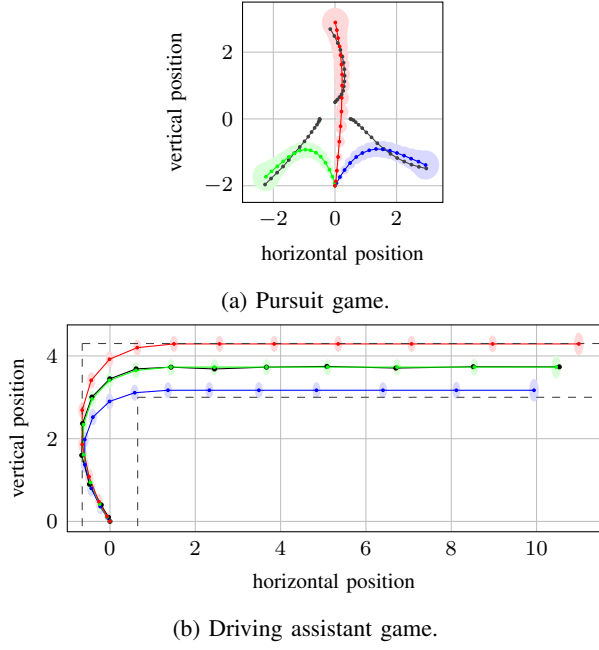 2
0
−2
−2
0
2
vertical position
horizontal position
(a) Pursuit game.
4
2
0
0
2
4
6
8
10
vertical position
horizontal position
(b) Driving assistant game.